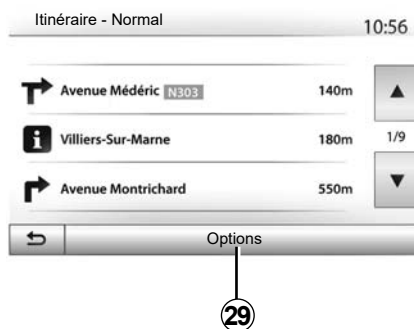 Itinéraire - Normal
10:56
Avenue Médéric N303 140m
Villiers-Sur-Marne 180m
1/9
Avenue Montrichard 550m
Options
29